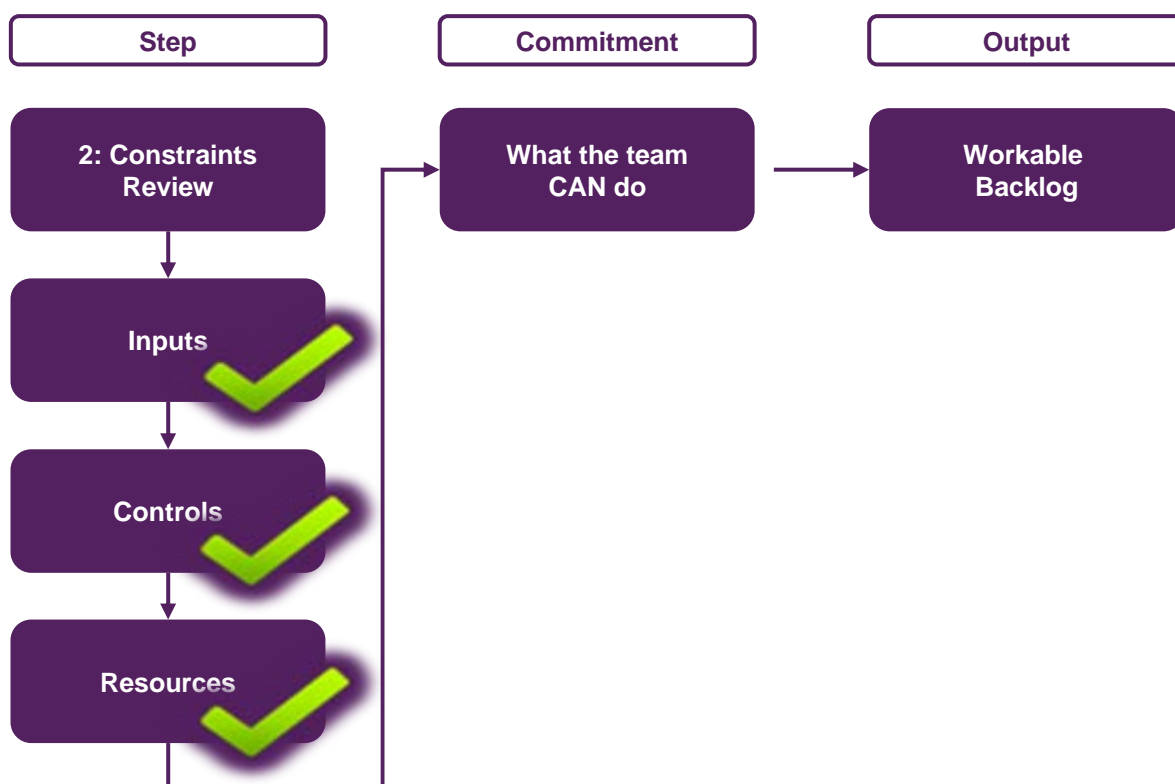 Step
Commitment
Output
2: Constraints
Review
What the team
CAN do
Workable
Backlog
Inputs
Controls
Resources